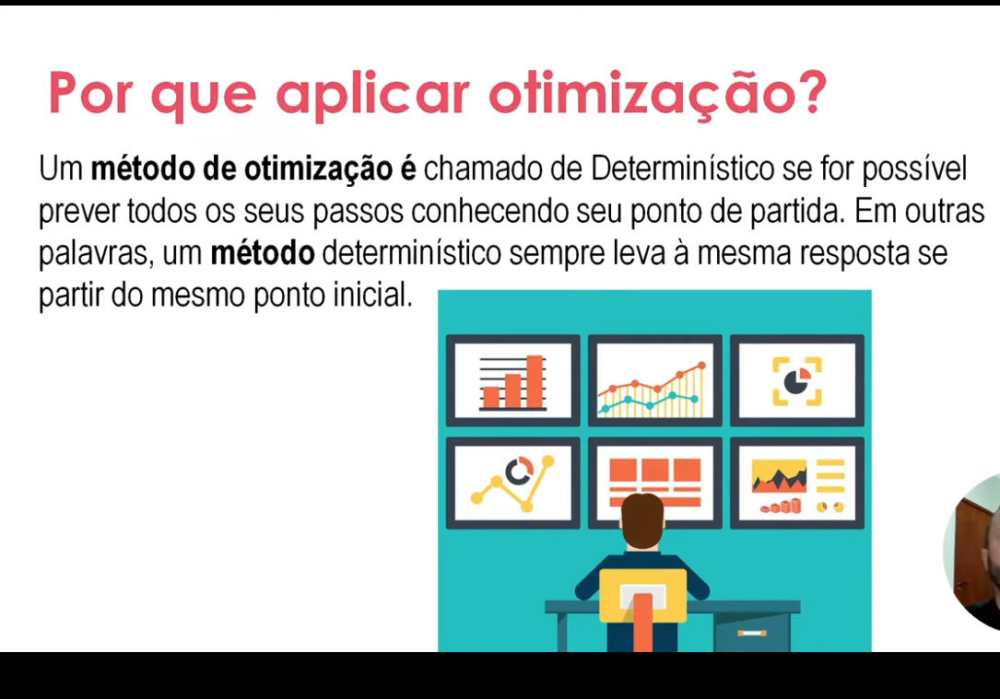 Por que aplicar otimização?
Um método de otimização é chamado de Determinístico se for possível
prever todos os seus passos conhecendo seu ponto de partida. Em outras
palavras, um método determinístico sempre leva à mesma resposta se
partir do mesmo ponto inicial.